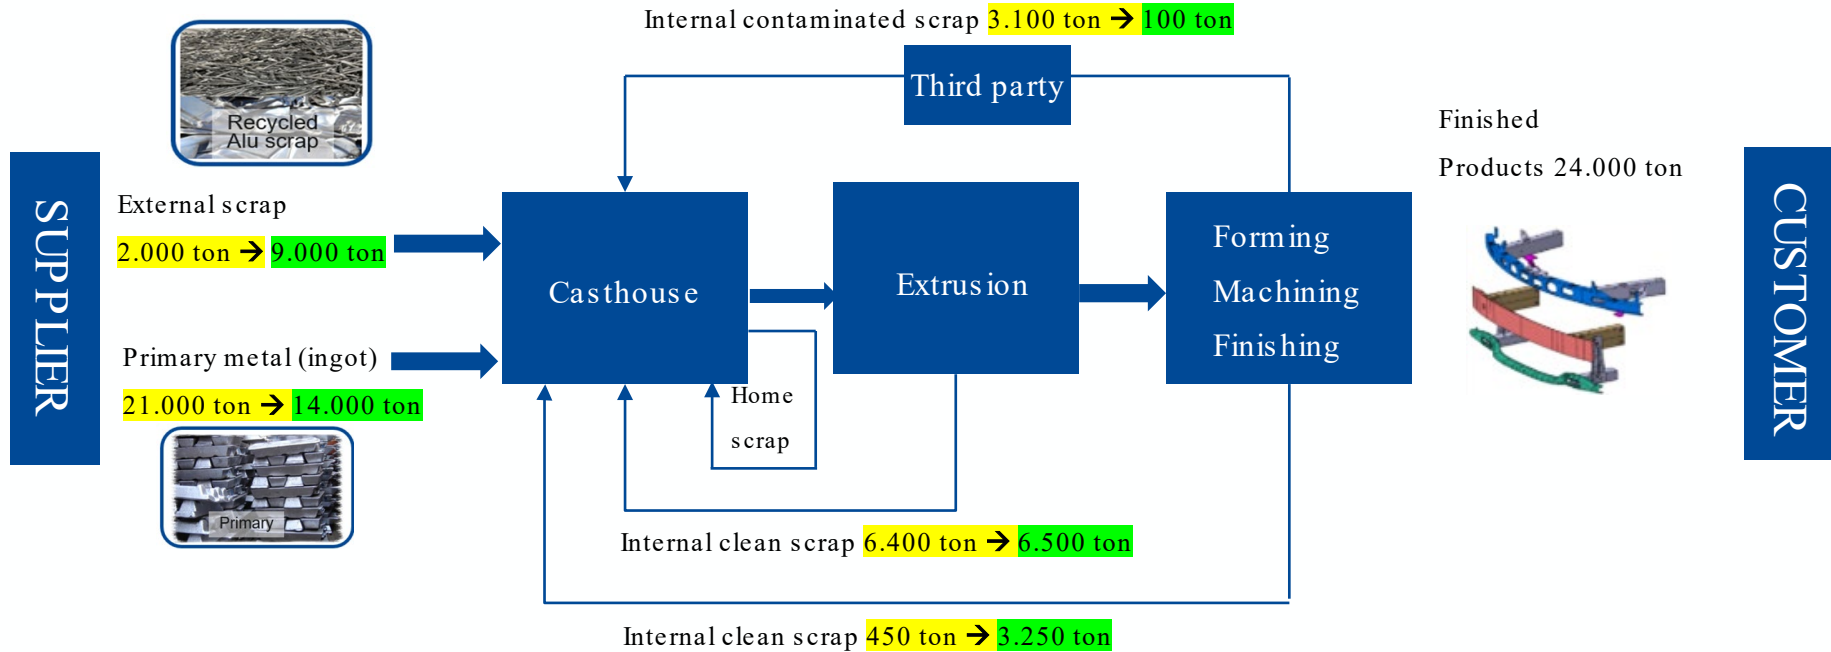 Internal contaminated scrap 3.100 ton → 100 ton
Third party
Recycled
Alu scrap
Finished
Products 24.000 ton
SUPPLIER
CUSTOMER
External scrap
2.000 ton → 9.000 ton
Casthouse
Extrusion
Forming
Machining
Finishing
Primary metal (ingot)
21.000 ton → 14.000 ton
Home
scrap
Primary
Internal clean scrap 6.400 ton → 6.500 ton
Internal clean scrap 450 ton → 3.250 ton